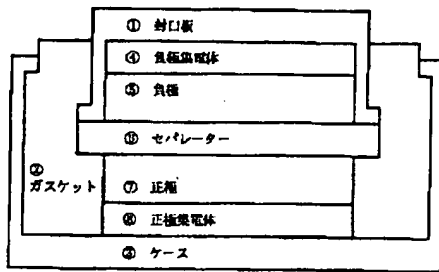 ① 封口板
④ 負極集電体
⑤ 負極
⑥ セパレーター
②
ガスケット
⑦ 正極
⑧ 正極集電体
③ ケース